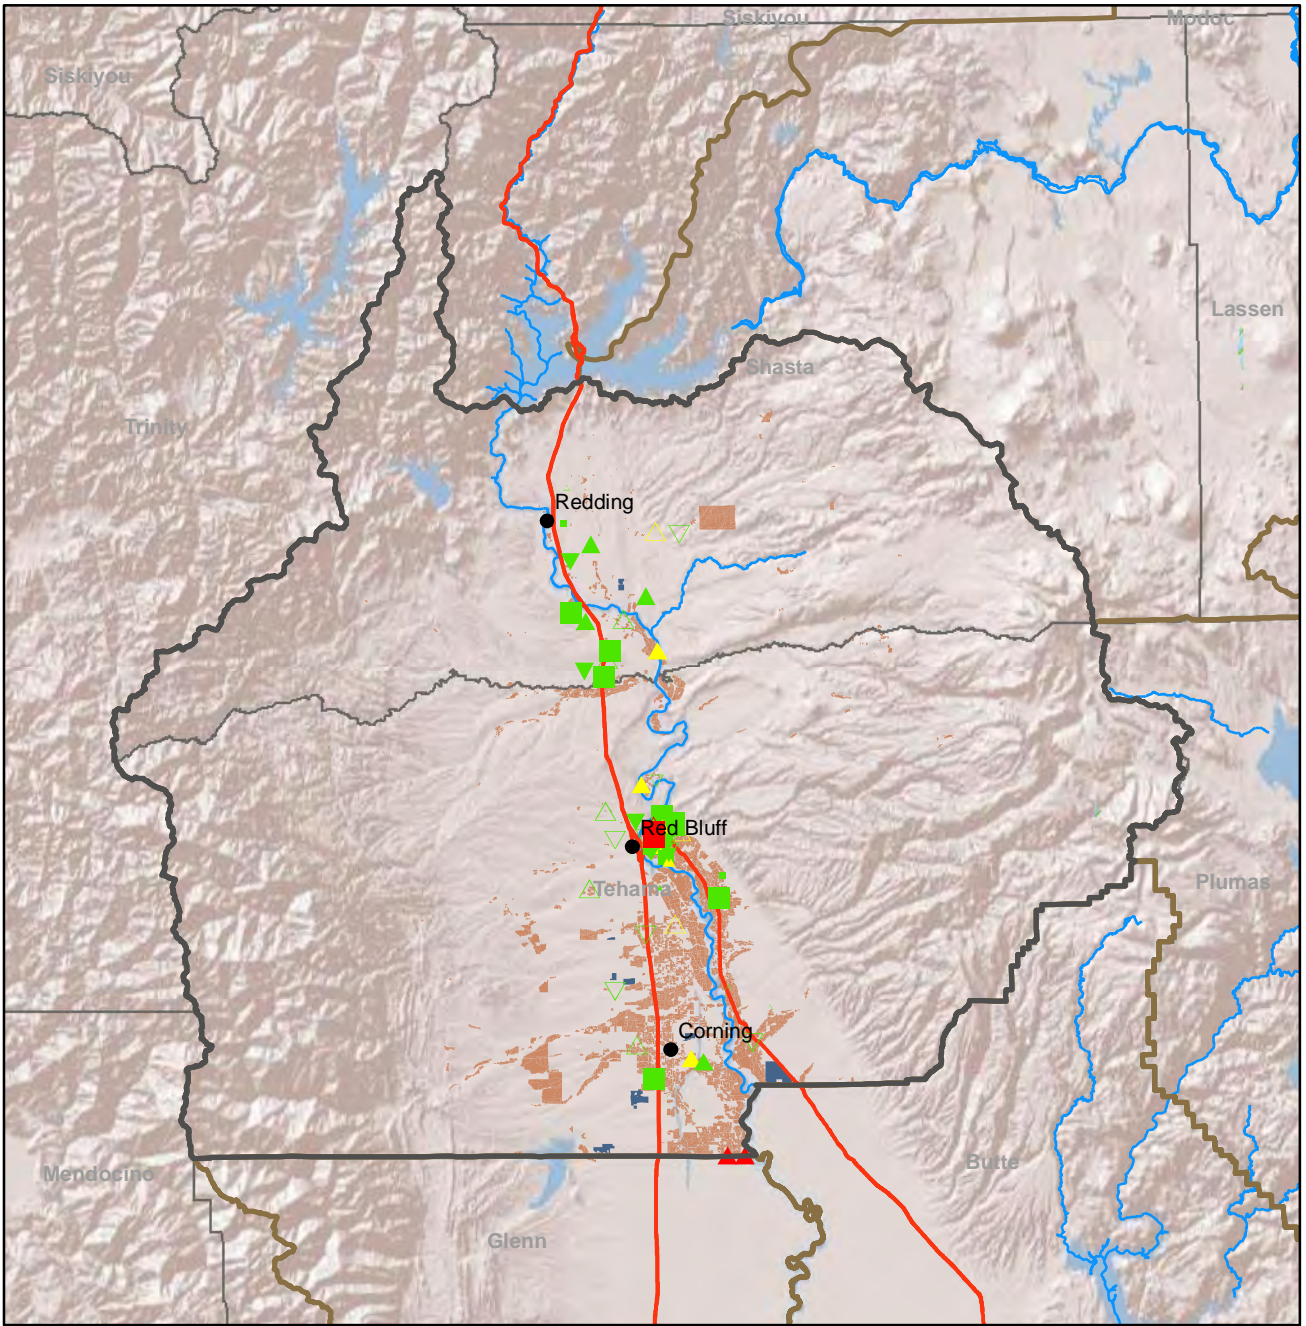 Siskiyou
Modoc
Siskiyou
Lassen
Shasta
Trinity
Redding
Red Bluff
Tehama
Plumas
Corning
Mendocino
Butte
Glenn